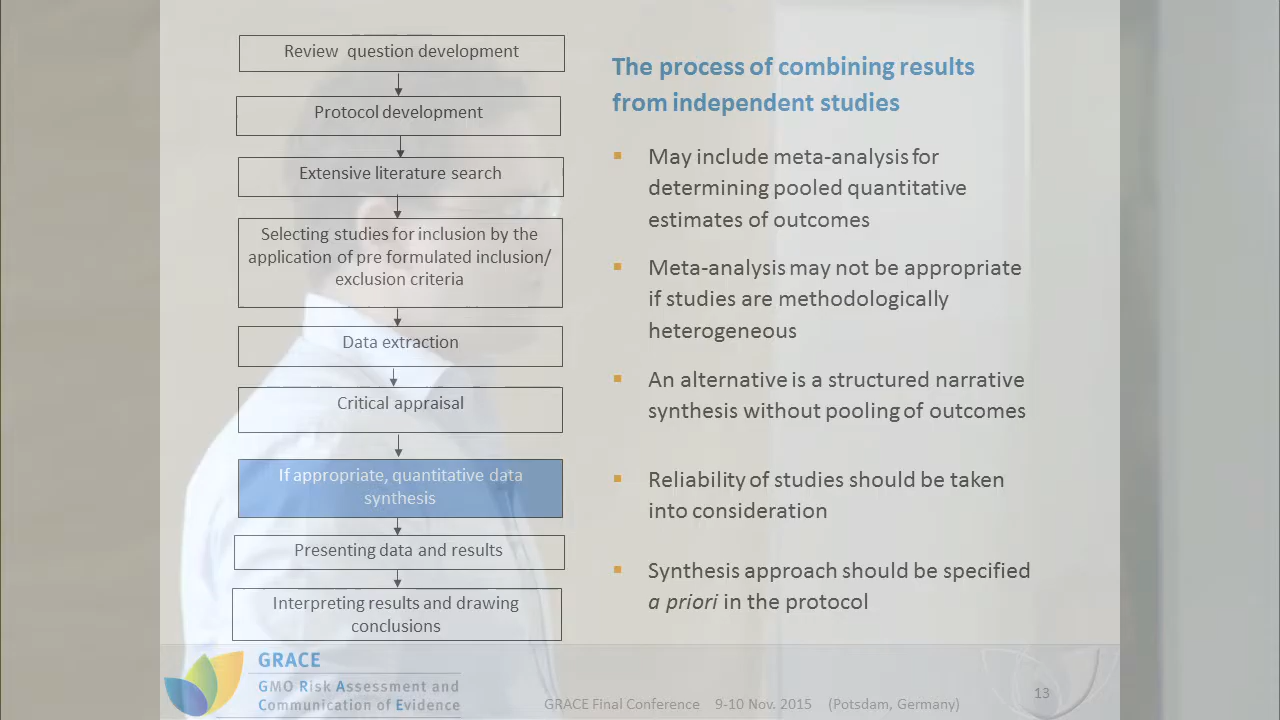 Review question development
Protocol development
Extensive literature search
Selecting studies for inclusion by the
application of pre formulated inclusion/
exclusion criteria
Data extraction
Critical appraisal
If appropriate, quantitative data
synthesis
Presenting data and results
Interpreting results and drawing
conclusions
The process of combining results
from independent studies
May include meta-analysis for
determining pooled quantitative
estimates of outcomes
Meta-analysis may not be appropriate
if studies are methodologically
heterogeneous
An alternative is a structured narrative
synthesis without pooling of outcomes
Reliability of studies should be taken
into consideration
Synthesis approach should be specified
a priori in the protocol
GRACE
GMO Risk Assessment and
Communication of Evidence
GRACE Final Conference 9-10 Nov. 2015 (Potsdam, Germany)
13